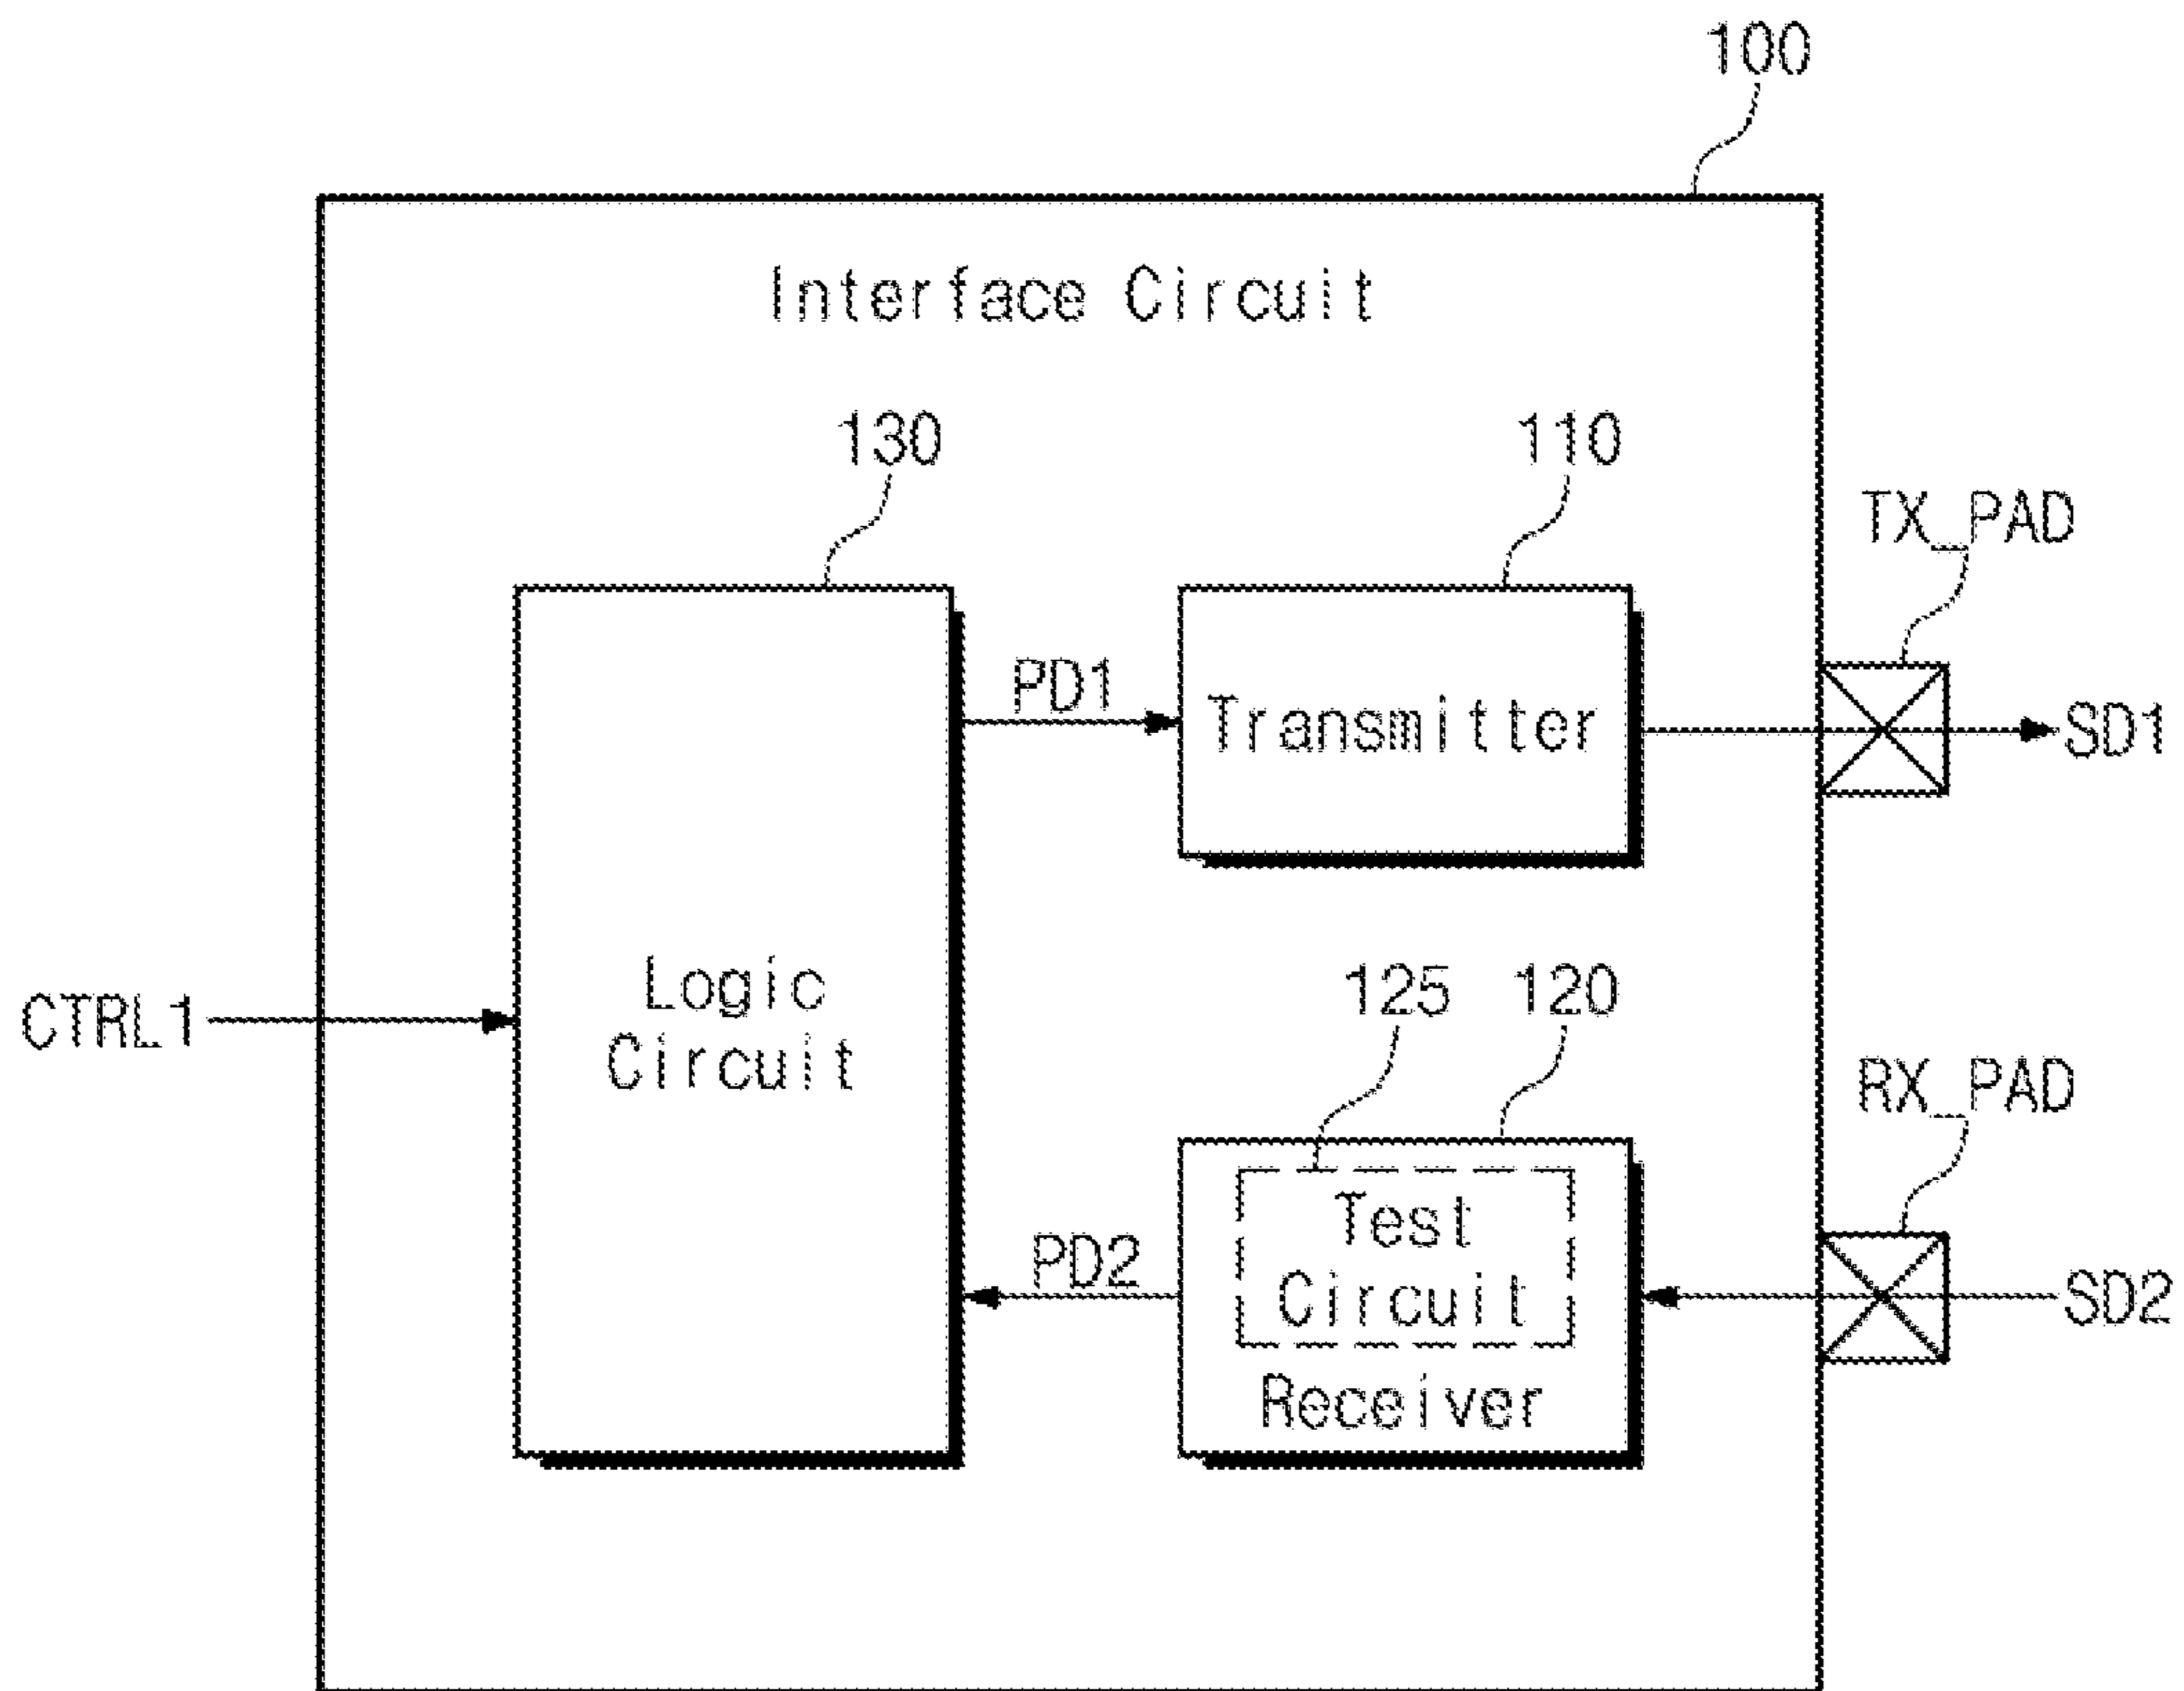 100
Interface Circuit
130
110
TX_PAD
PD1
Transmitter
SD1
CTRL1
Logic
Circuit
125
120
RX_PAD
PD2
Test
Circuit
SD2
Receiver